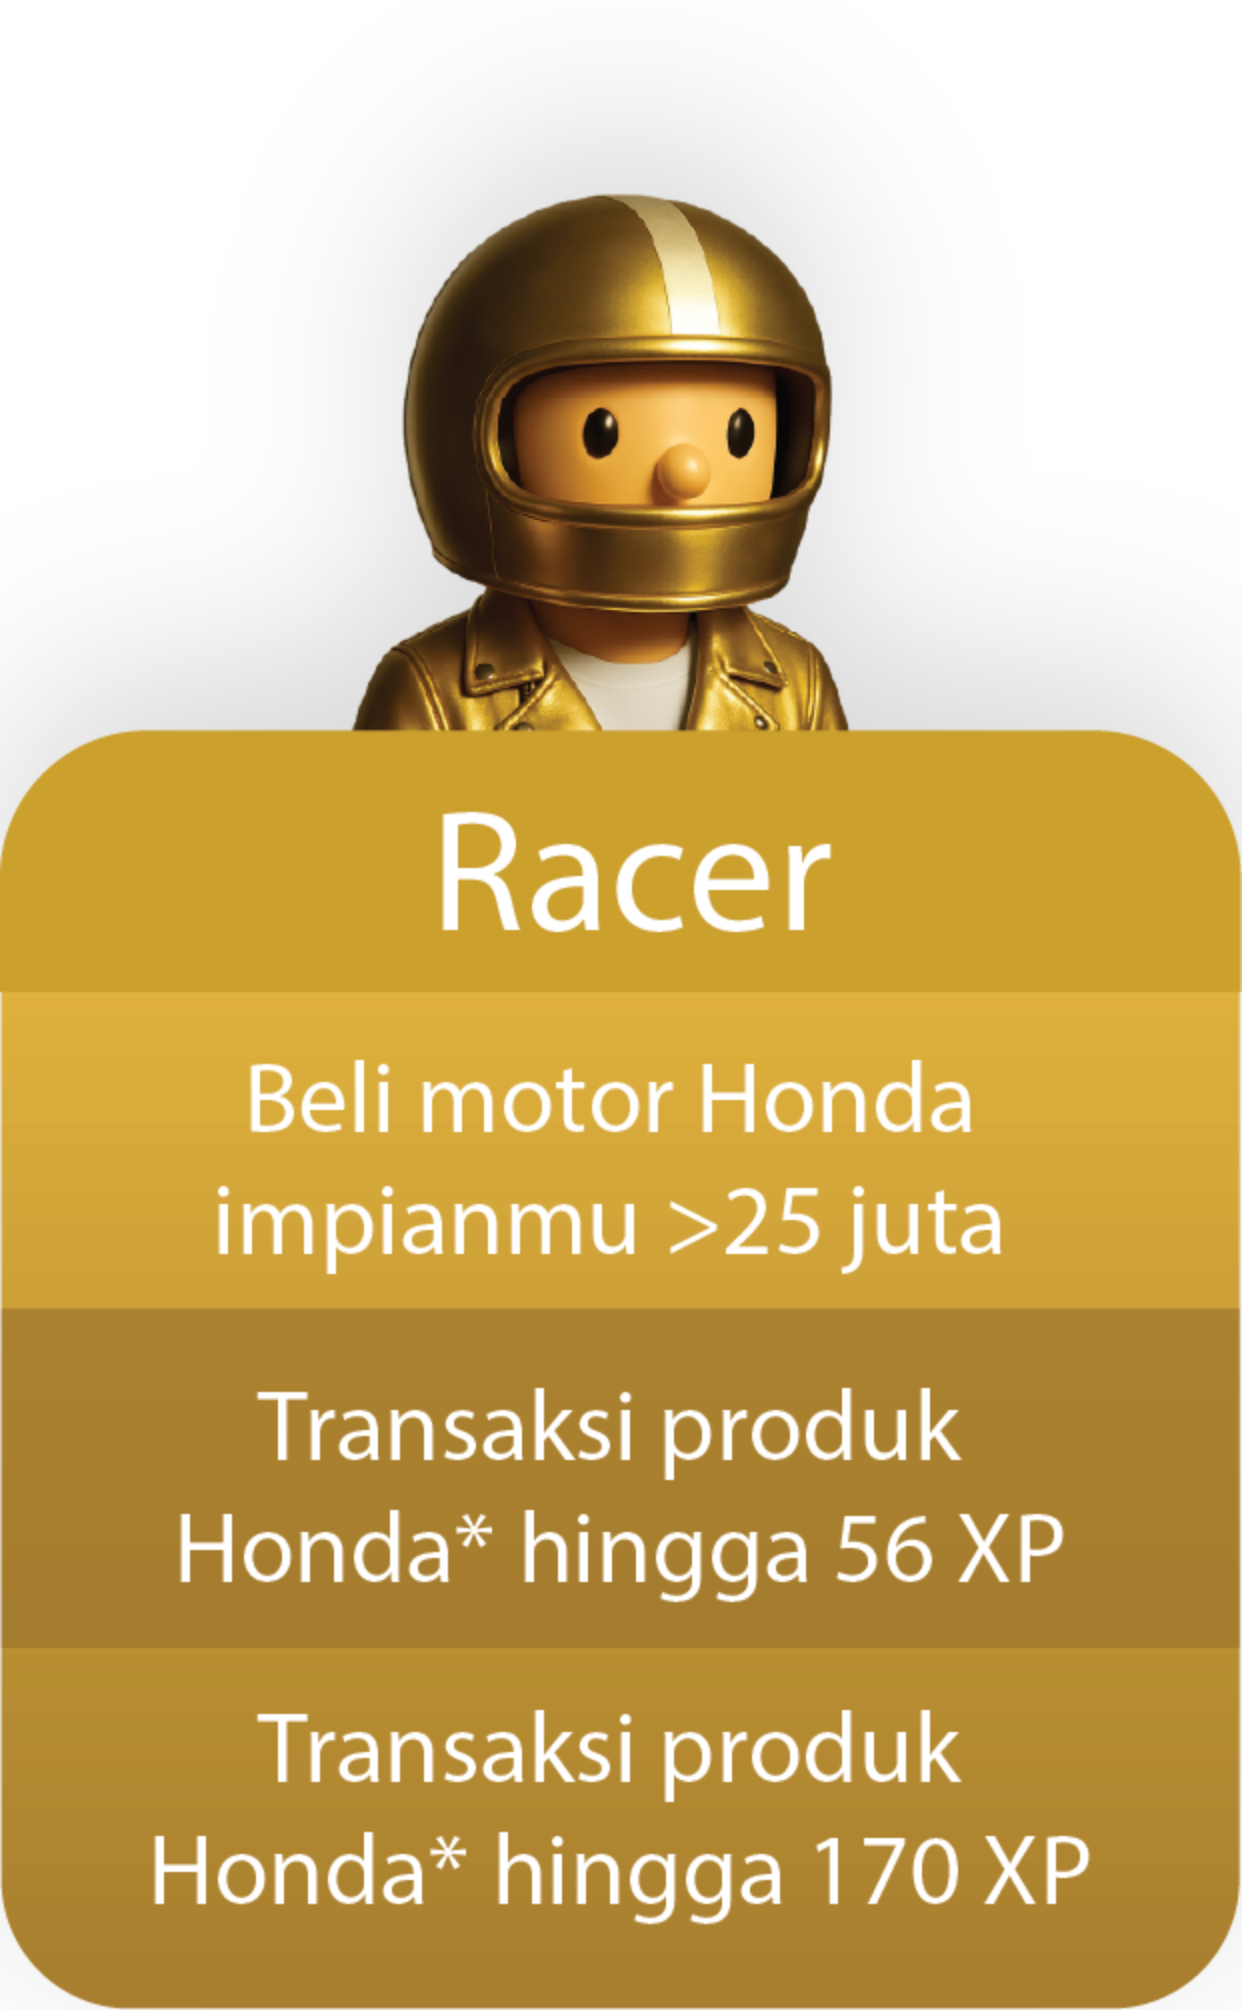 Racer
Beli motor Honda
impianmu >25 juta
Transaksi produk
Honda* hingga 56 XP
Transaksi produk
Honda* hingga 170 XP